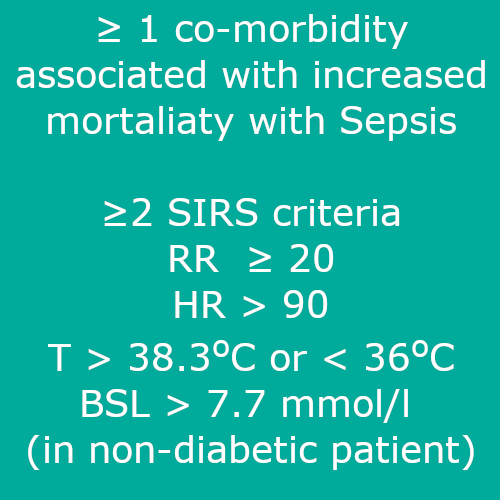 ≥ 1 co-morbidity
associated with increased
mortaliaty with Sepsis
≥2 SIRS criteria
RR ≥ 20
HR > 90
T > 38.3ºC or < 36ºC
BSL > 7.7 mmol/l
(in non-diabetic patient)